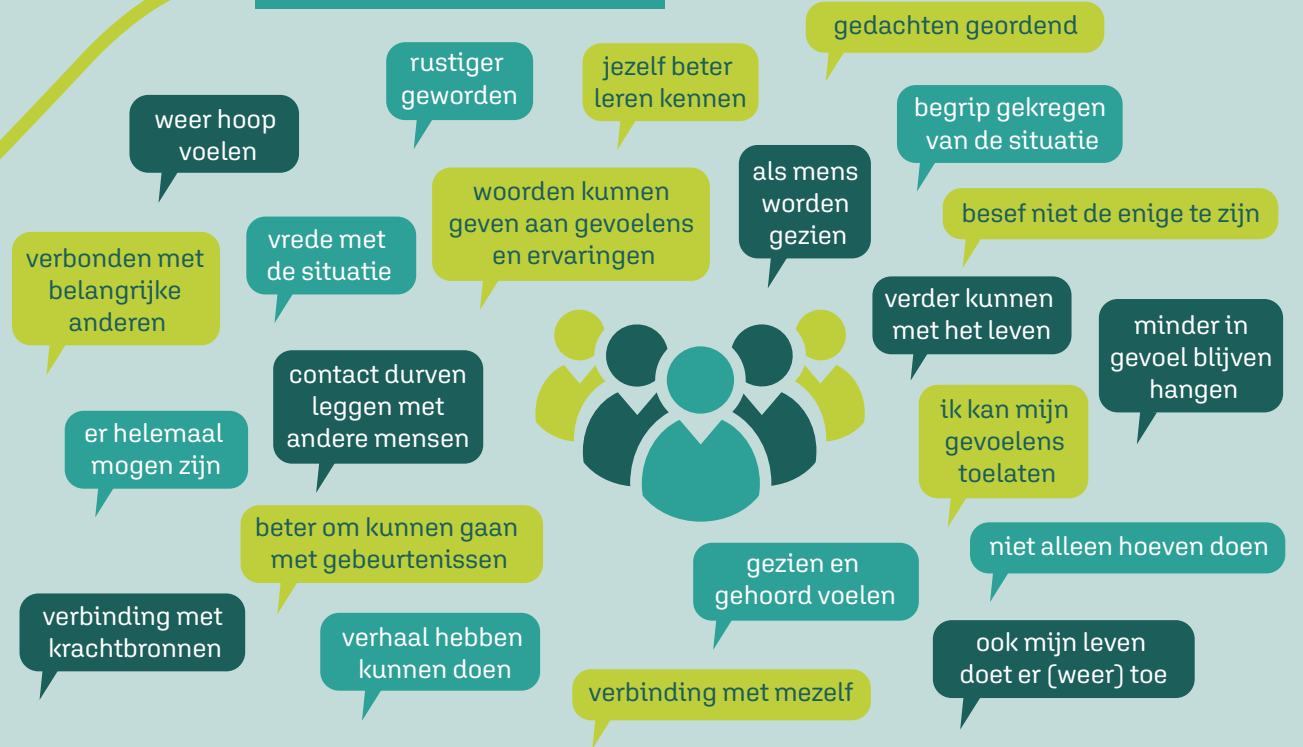 gedachten geordend
rustiger
geworden
jezelf beter
leren kennen
weer hoop
voelen
begrip gekregen
van de situatie
als mens
worden
gezien
woorden kunnen
geven aan gevoelens
en ervaringen
besef niet de enige te zijn
verbonden met
belangrijke
anderen
vrede met
de situatie
verder kunnen
met het leven
minder in
gevoel blijven
hangen
contact durven
leggen met
andere mensen
ik kan mijn
gevoelens
toelaten
er helemaal
mogen zijn
beter om kunnen gaan
met gebeurtenissen
niet alleen hoeven doen
gezien en
gehoord voelen
verbinding met
krachtbronnen
verhaal hebben
kunnen doen
ook mijn leven
doet er (weer) toe
verbinding met mezelf